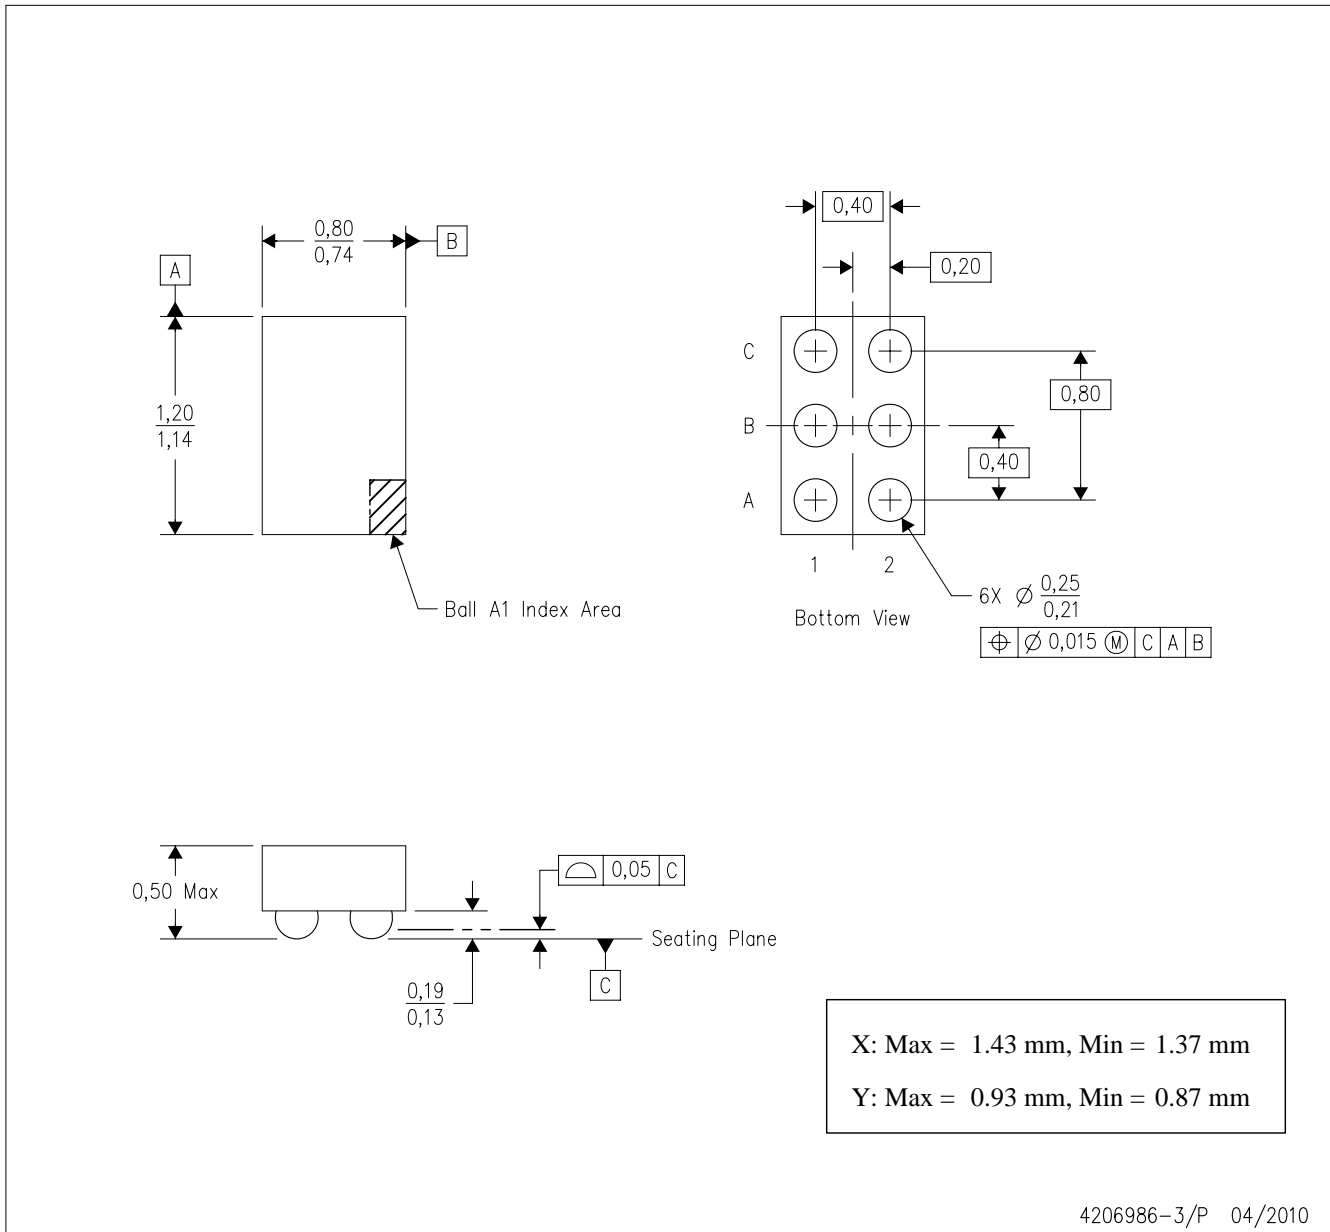 0,40
0,80
0,74
B
0,20
A
C
0,80
1,20
1,14
B
0,40
A
1 2
6X Ø 0,25
0,21
Ball A1 Index Area
Bottom View
⌖ Ø 0,015 Ⓜ C A B
⌓ 0,05 C
0,50 Max
Seating Plane
C
0,19
0,13
X: Max = 1.43 mm, Min = 1.37 mm
Y: Max = 0.93 mm, Min = 0.87 mm
4206986-3/P 04/2010